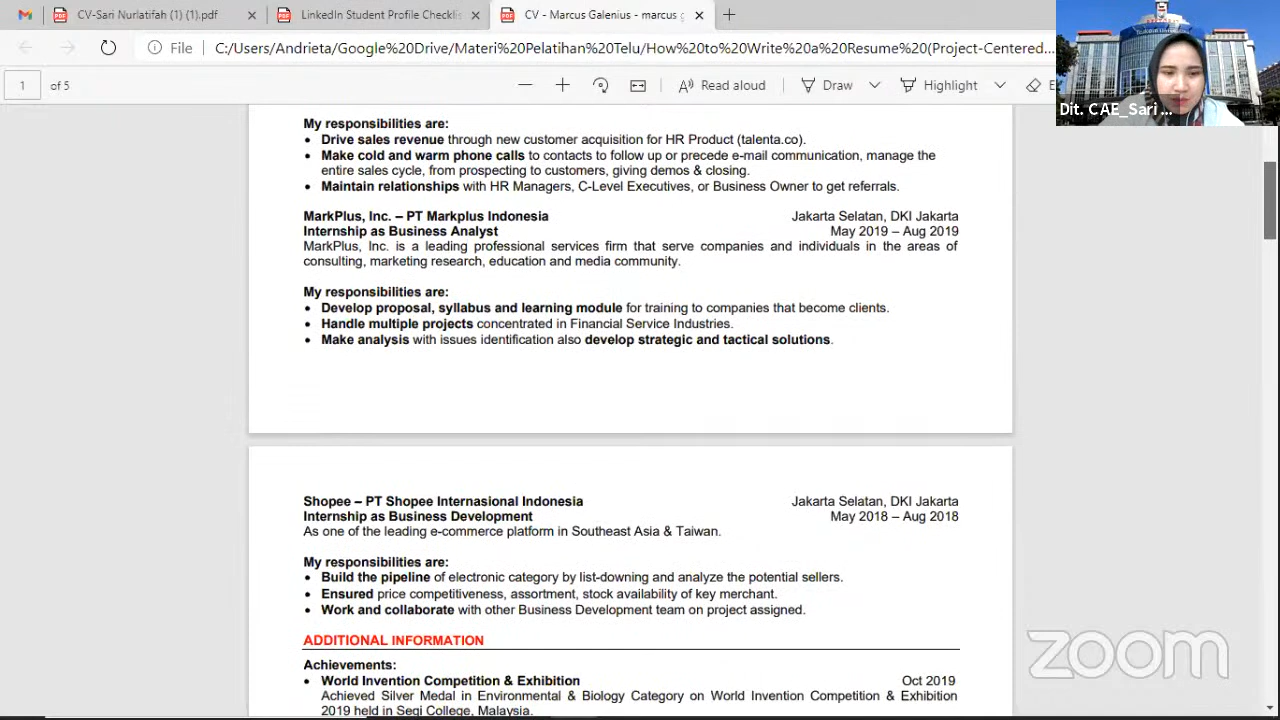 CV-Sari Nurlatifah (1) (1).pdf
LinkedIn Student Profile Checklis
CV - Marcus Galenius - marcus g
File
C:/Users/Andrieta/Google%20Drive/Materi%20Pelatihan%20Telu/How%20to%20Write%20a%20Resume%20(Project-Centered...
1 of 5
Read aloud
Draw
Highlight
E
Dit. CAE_Sari ...
My responsibilities are:
• Drive sales revenue through new customer acquisition for HR Product (talenta.co).
• Make cold and warm phone calls to contacts to follow up or precede e-mail communication, manage the
entire sales cycle, from prospecting to customers, giving demos & closing.
• Maintain relationships with HR Managers, C-Level Executives, or Business Owner to get referrals.
MarkPlus, Inc. – PT Markplus Indonesia Jakarta Selatan, DKI Jakarta
Internship as Business Analyst May 2019 – Aug 2019
MarkPlus, Inc. is a leading professional services firm that serve companies and individuals in the areas of
consulting, marketing research, education and media community.
My responsibilities are:
• Develop proposal, syllabus and learning module for training to companies that become clients.
• Handle multiple projects concentrated in Financial Service Industries.
• Make analysis with issues identification also develop strategic and tactical solutions.
Shopee – PT Shopee Internasional Indonesia Jakarta Selatan, DKI Jakarta
Internship as Business Development May 2018 – Aug 2018
As one of the leading e-commerce platform in Southeast Asia & Taiwan.
My responsibilities are:
• Build the pipeline of electronic category by list-downing and analyze the potential sellers.
• Ensured price competitiveness, assortment, stock availability of key merchant.
• Work and collaborate with other Business Development team on project assigned.
ADDITIONAL INFORMATION
Achievements:
• World Invention Competition & Exhibition Oct 2019
Achieved Silver Medal in Environmental & Biology Category on World Invention Competition & Exhibition
2019 held in Segi College, Malaysia.
zoom